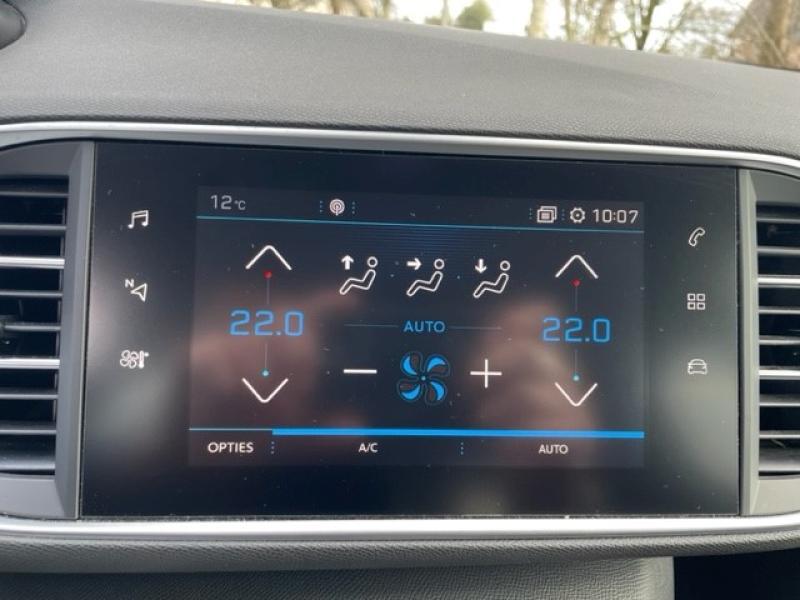 12°C 10:07
N
22.0 AUTO 22.0
OPTIES A/C AUTO